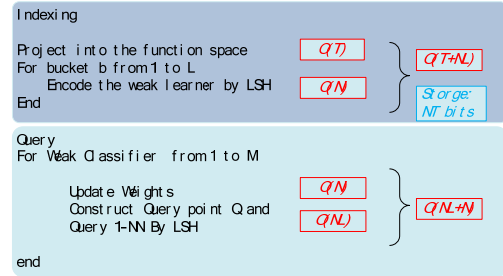 Indexing
Project into the function space
O(T)
For bucket b from 1 to L
Encode the weak learner by LSH
O(N)
End
O(T+NL)
Storge:
NT bits
Query
For Weak Classifier from 1 to M
Update Weights
O(N)
Construct Query point Q and
Query 1-NN By LSH
O(NL)
O(NL+N)
end